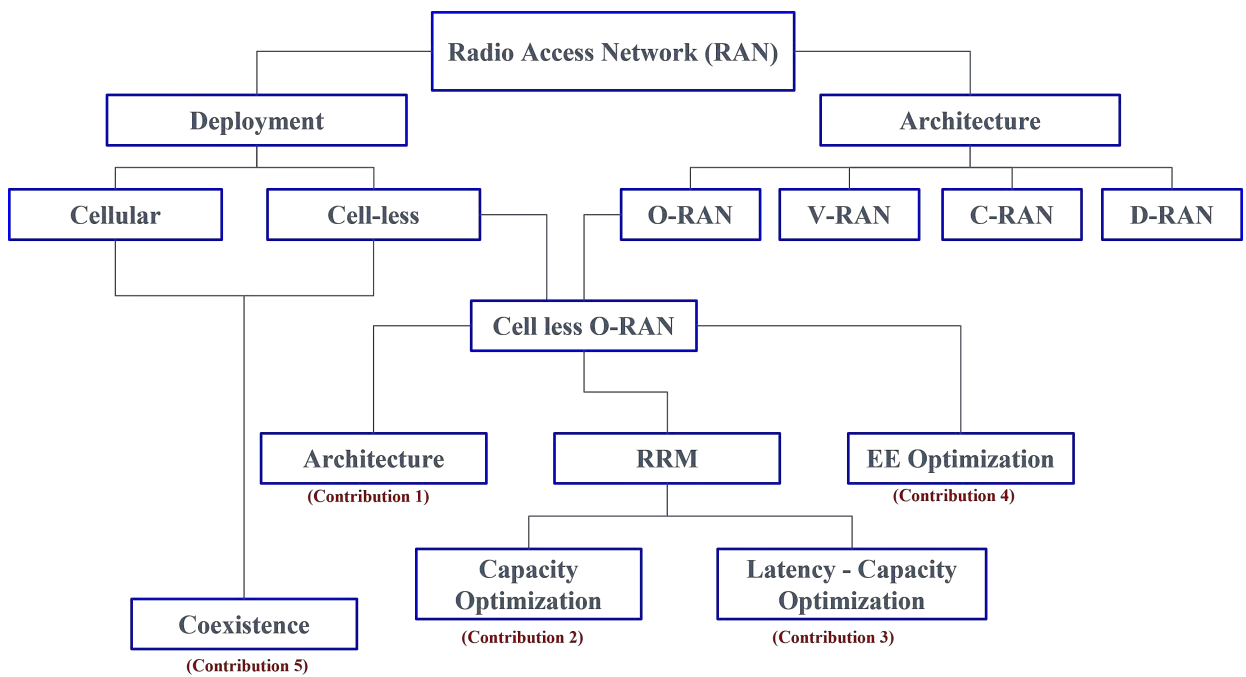 Radio Access Network (RAN)
Deployment
Architecture
Cellular
Cell-less
O-RAN
V-RAN
C-RAN
D-RAN
Cell less O-RAN
Architecture
(Contribution 1)
RRM
EE Optimization
(Contribution 4)
Capacity
Optimization
(Contribution 2)
Latency - Capacity
Optimization
(Contribution 3)
Coexistence
(Contribution 5)